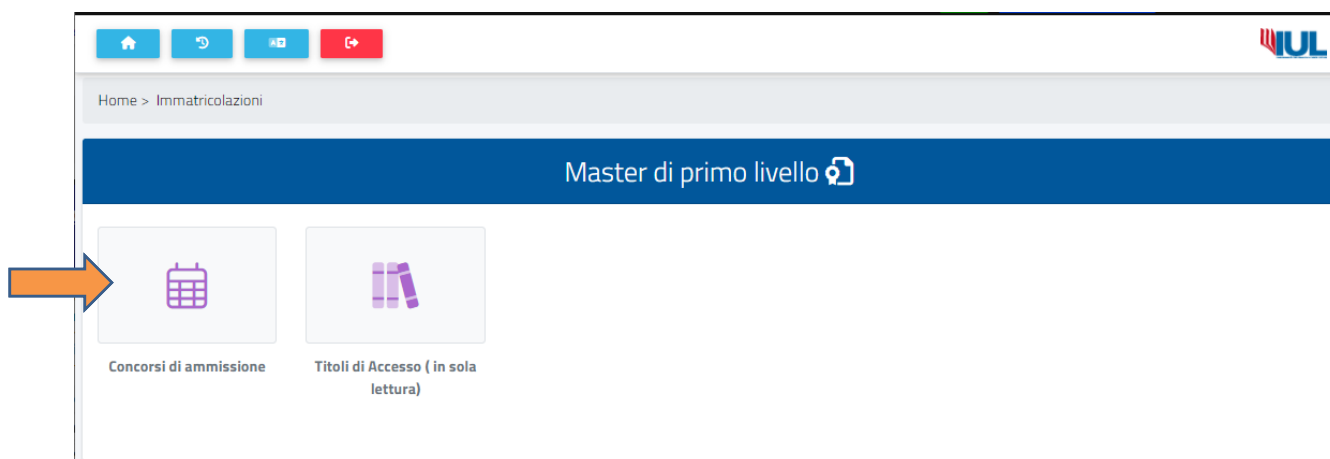 IUL
Home > Immatricolazioni
Master di primo livello
Concorsi di ammissione
Titoli di Accesso ( in sola
lettura)